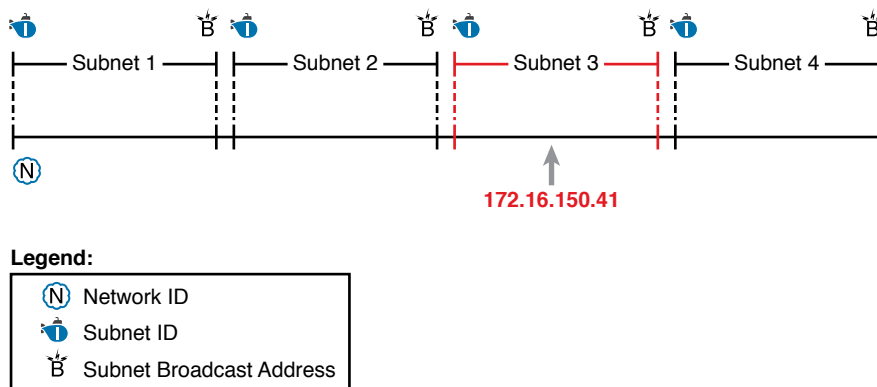 B B B B
Subnet 1 Subnet 2 Subnet 3 Subnet 4
N
172.16.150.41
Legend:
N Network ID
I Subnet ID
B Subnet Broadcast Address